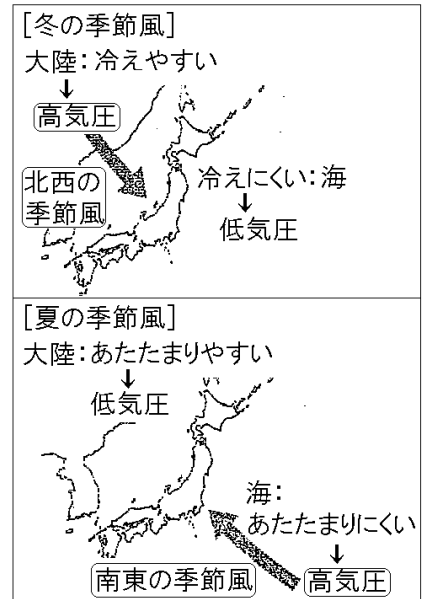 [冬の季節風]
大陸：冷えやすい
↓
高気圧
北西の
季節風
冷えにくい：海
↓
低気圧
[夏の季節風]
大陸：あたたまりやすい
↓
低気圧
海：
あたたまりにくい
↓
南東の季節風
高気圧